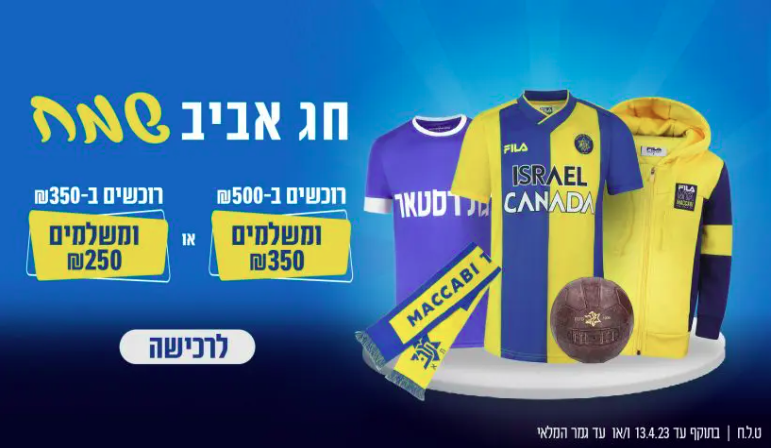 חג אביב שמח
רוכשים ב-500₪
ומשלמים
350₪
או
רוכשים ב-350₪
ומשלמים
250₪
לרכישה
FILA
ISRAEL
CANADA
FILA
MACCABI
ט.ל.ח | בתוקף עד 13.4.23 ו/או עד גמר המלאי